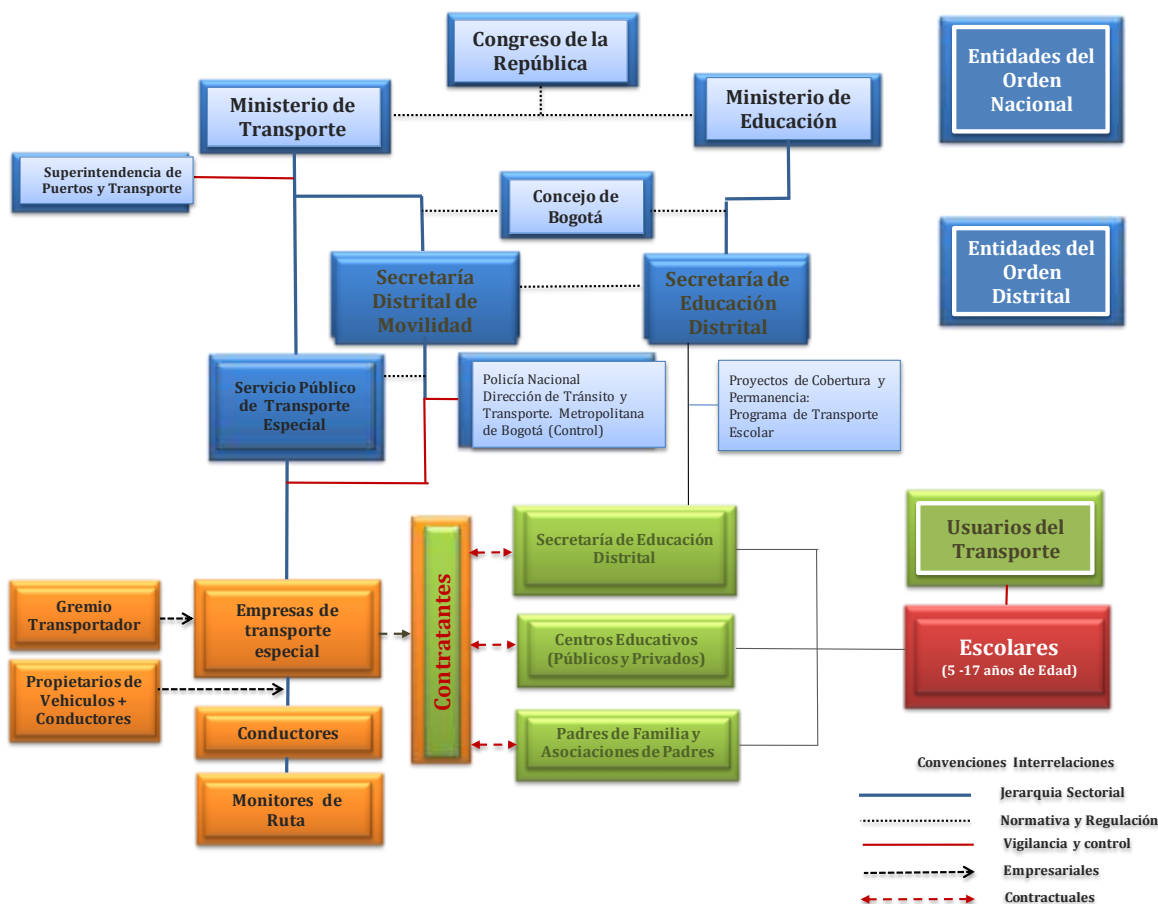 Congreso de la
República
Entidades del
Orden
Nacional
Ministerio de
Transporte
Ministerio de
Educación
Superintendencia de
Puertos y Transporte
Concejo de
Bogotá
Entidades del
Orden
Distrital
Secretaría
Distrital de
Movilidad
Secretaría de
Educación
Distrital
Servicio Público
de Transporte
Especial
Policía Nacional
Dirección de Tránsito y
Transporte. Metropolitana
de Bogotá (Control)
Proyectos de Cobertura y
Permanencia:
Programa de Transporte
Escolar
Usuarios del
Transporte
Secretaría de Educación
Distrital
Gremio
Transportador
Empresas de
transporte
especial
Contratantes
Centros Educativos
(Públicos y Privados)
Escolares
(5 -17 años de Edad)
Propietarios de
Vehiculos +
Conductores
Conductores
Padres de Familia y
Asociaciones de Padres
Monitores de
Ruta
Convenciones Interrelaciones
Jerarquia Sectorial
Normativa y Regulación
Vigilancia y control
Empresariales
Contractuales